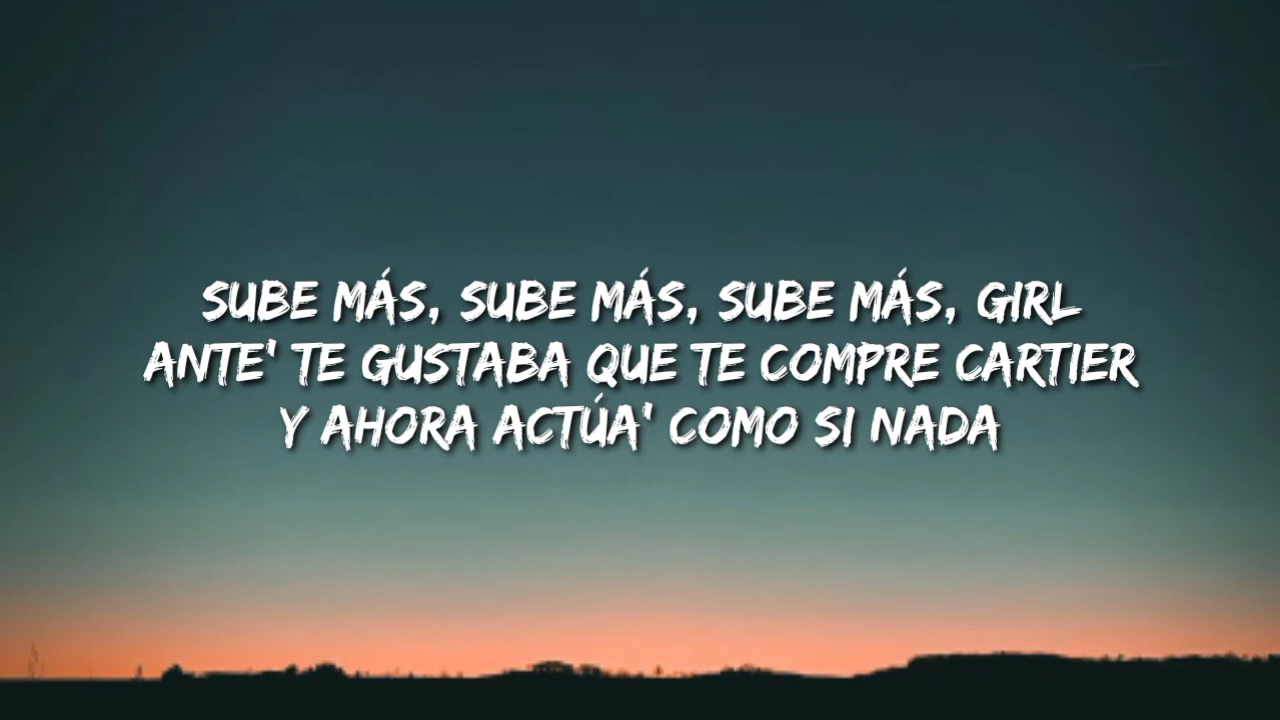 SUBE MÁS, SUBE MÁS, SUBE MÁS, GIRL
ANTE' TE GUSTABA QUE TE COMPRE CARTIER
Y AHORA ACTÚA' COMO SI NADA